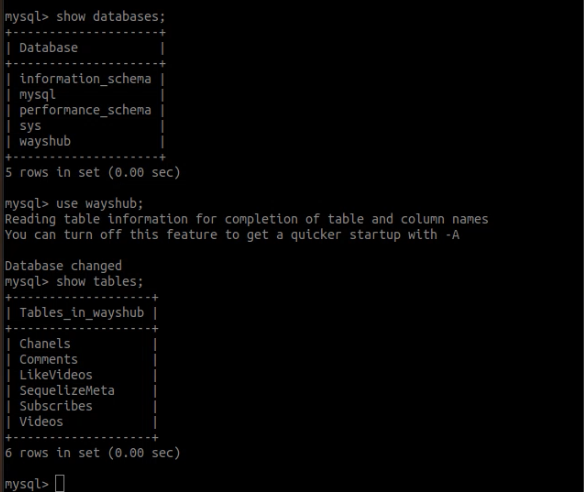 mysql> show databases;
+--------------------+
| Database           |
+--------------------+
| information_schema |
| mysql              |
| performance_schema |
| sys                |
| wayshub            |
+--------------------+
5 rows in set (0.00 sec)

mysql> use wayshub;
Reading table information for completion of table and column names
You can turn off this feature to get a quicker startup with -A

Database changed
mysql> show tables;
+-------------------+
| Tables_in_wayshub |
+-------------------+
| Chanels           |
| Comments          |
| LikeVideos        |
| SequelizeMeta     |
| Subscribes        |
| Videos            |
+-------------------+
6 rows in set (0.00 sec)

mysql>